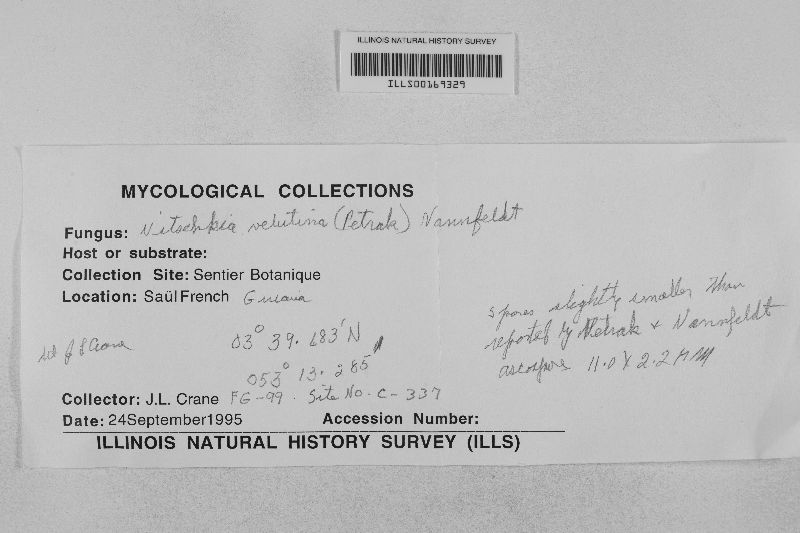 ILLINOIS NATURAL HISTORY SURVEY
ILLS00169329
MYCOLOGICAL COLLECTIONS
Fungus: Nitschkia velutina (Petrak) Nannfeldt
Host or substrate:
Collection Site: Sentier Botanique
Location: Saül French Guiana
spores slightly smaller than
reported by Petrak & Nannfeldt
ascospore 11.0 X 2.2 µM
03° 39. 683' N
det J L Crane
053° 13. 285'
Collector: J.L. Crane FG-99 . Site No. C-337
Date: 24September1995 Accession Number:
ILLINOIS NATURAL HISTORY SURVEY (ILLS)